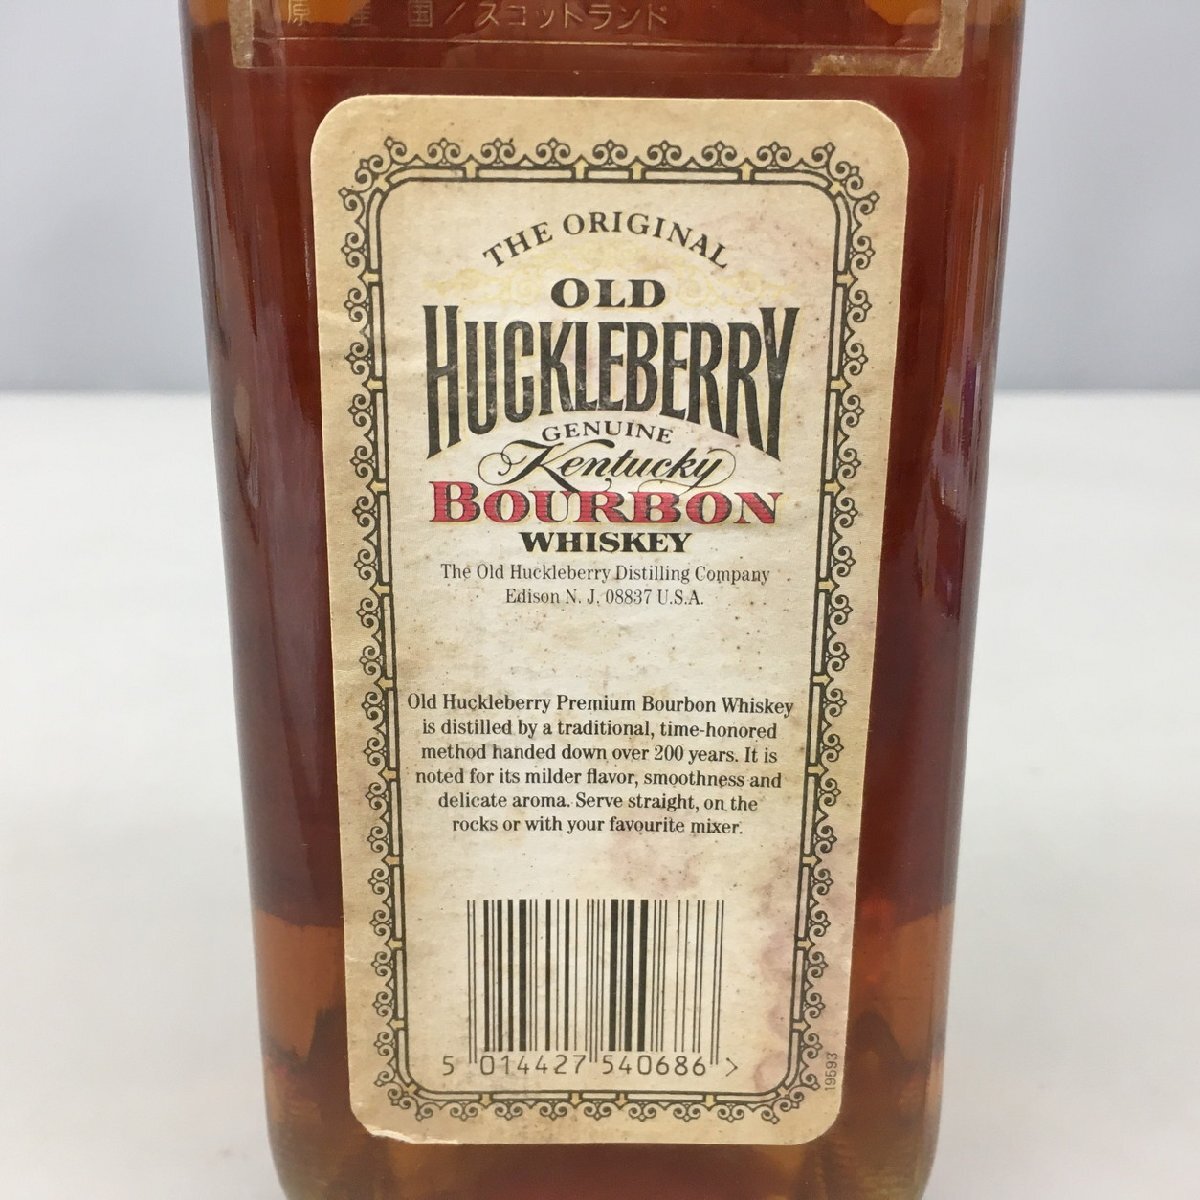 原産国/スコットランド
THE ORIGINAL
OLD
HUCKLEBERRY
GENUINE
Kentucky
BOURBON
WHISKEY
The Old Huckleberry Distilling Company
Edison N. J. 08837 U.S.A.
Old Huckleberry Premium Bourbon Whiskey
is distilled by a traditional, time-honored
method handed down over 200 years. It is
noted for its milder flavor, smoothness and
delicate aroma. Serve straight, on the
rocks or with your favourite mixer.
5 014427 540686 >
19593